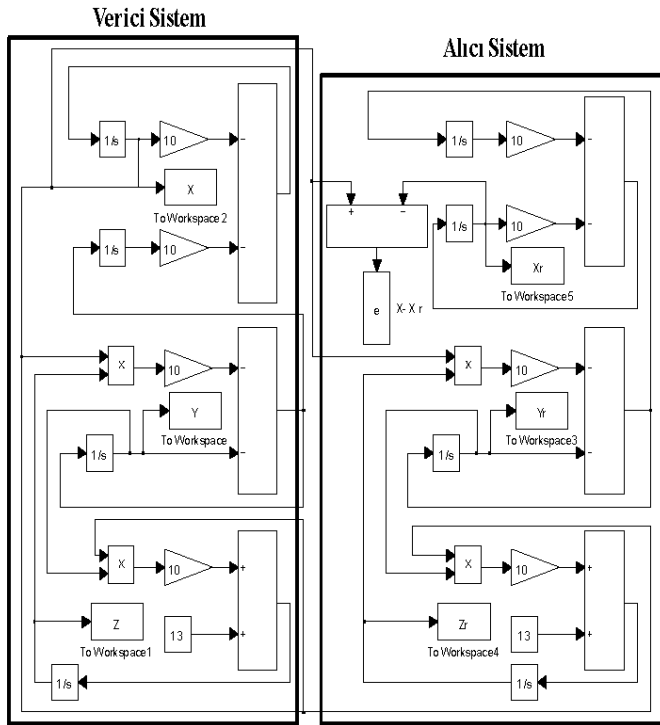 Verici Sistem
Alıcı Sistem
1/s
10
-
X
To Workspace 2
1/s
10
-
X
10
-
Y
To Workspace
1/s
-
X
10
+
Z
To Workspace1
13
+
1/s
1/s
10
-
+
-
1/s
10
-
Xr
To Workspace5
e
X- X r
X
10
-
Yr
To Workspace3
1/s
-
X
10
+
Zr
To Workspace4
13
+
1/s